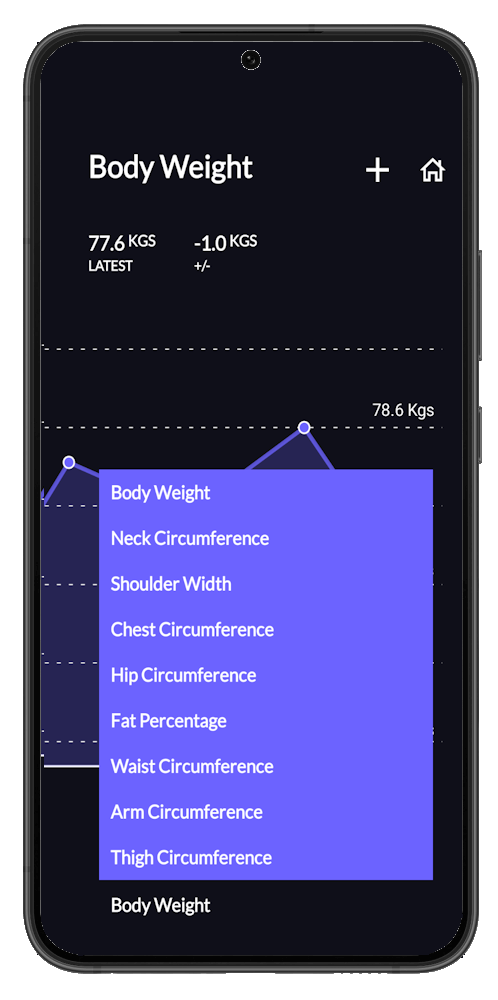 Body Weight
77.6 KGS -1.0 KGS
LATEST +/-
78.6 Kgs
Body Weight
Neck Circumference
Shoulder Width
Chest Circumference
Hip Circumference
Fat Percentage
Waist Circumference
Arm Circumference
Thigh Circumference
Body Weight